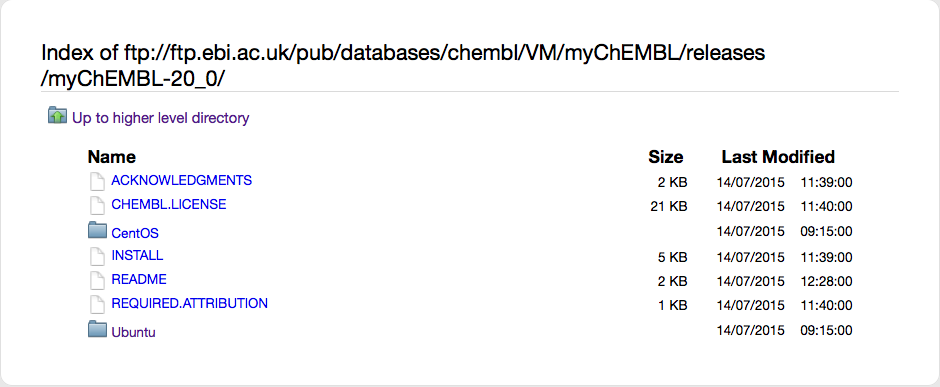 Index of ftp://ftp.ebi.ac.uk/pub/databases/chembl/VM/myChEMBL/releases
/myChEMBL-20_0/
Up to higher level directory
Name Size Last Modified
ACKNOWLEDGMENTS 2 KB 14/07/2015 11:39:00
CHEMBL.LICENSE 21 KB 14/07/2015 11:40:00
CentOS 14/07/2015 09:15:00
INSTALL 5 KB 14/07/2015 11:39:00
README 2 KB 14/07/2015 12:28:00
REQUIRED.ATTRIBUTION 1 KB 14/07/2015 11:40:00
Ubuntu 14/07/2015 09:15:00